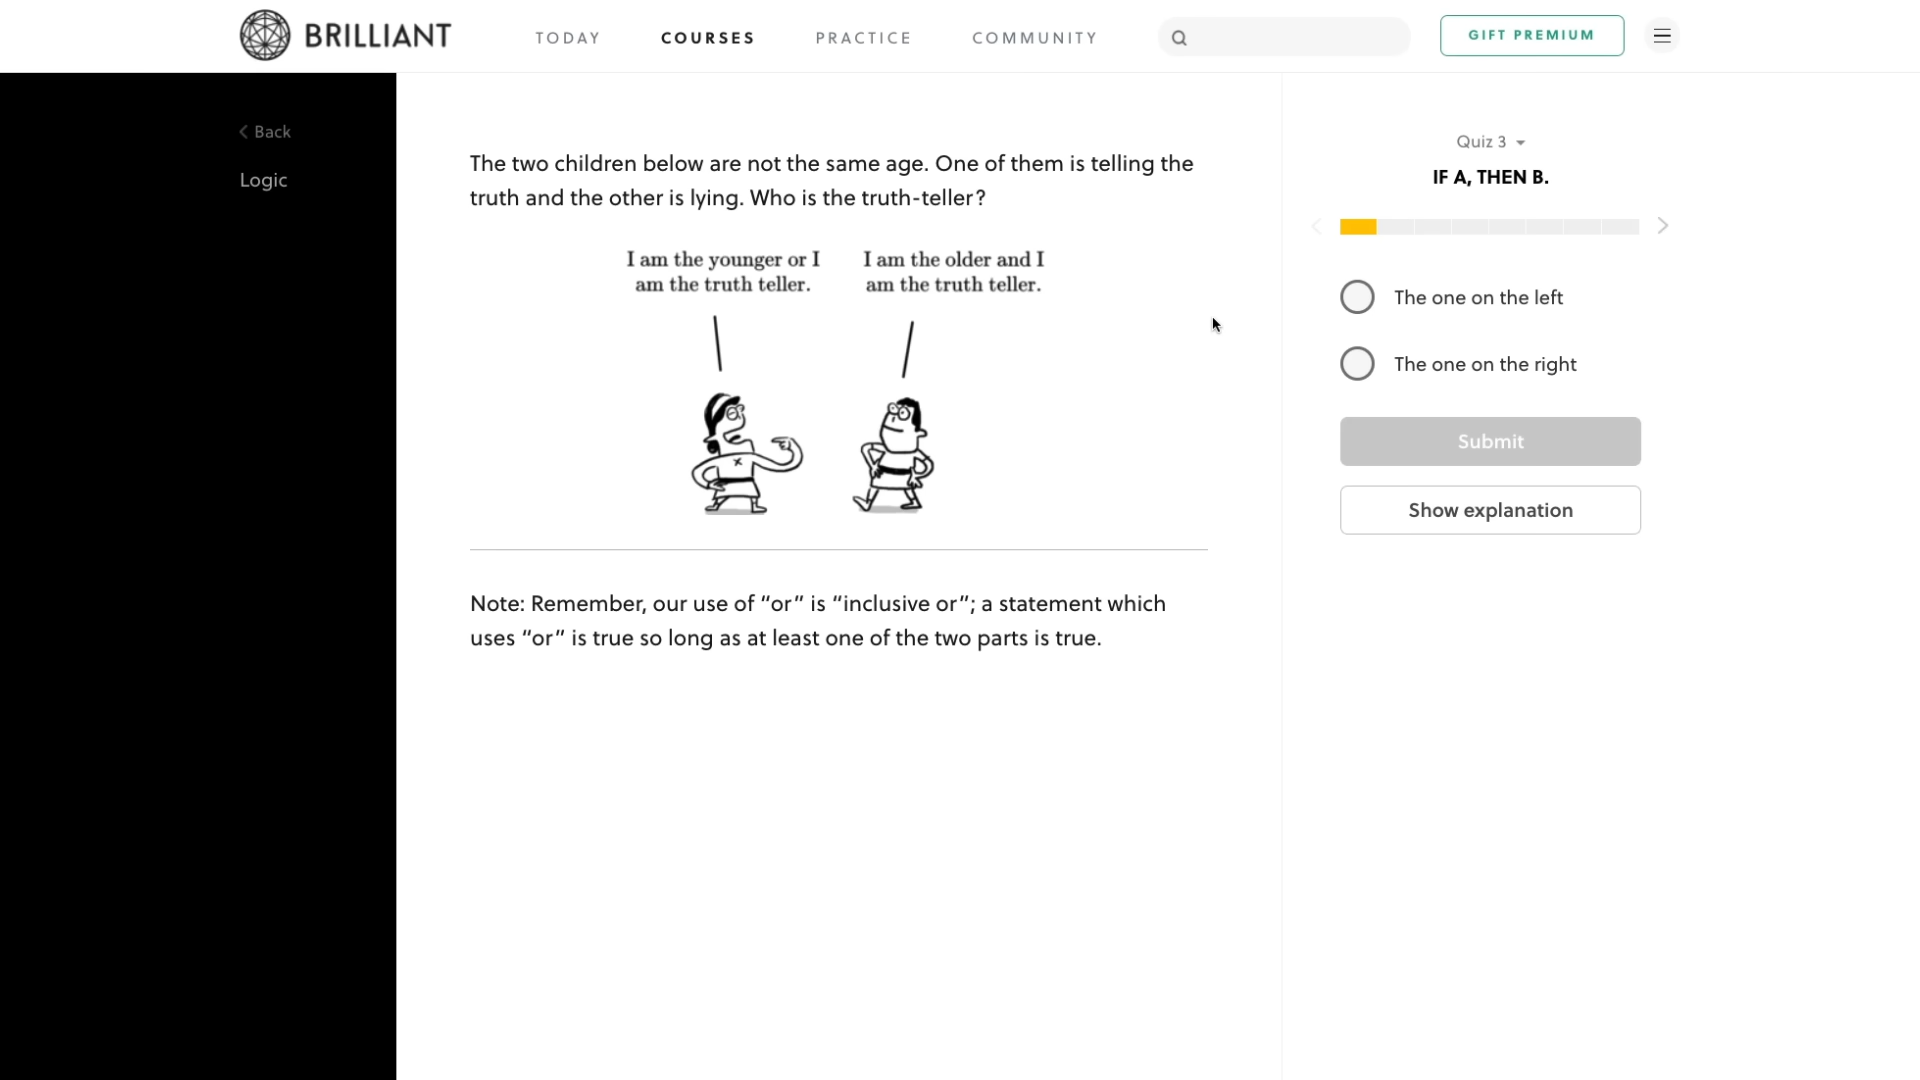 BRILLIANT
TODAY
COURSES
PRACTICE
COMMUNITY
GIFT PREMIUM
Back
Logic
The two children below are not the same age. One of them is telling the
truth and the other is lying. Who is the truth-teller?
I am the younger or I
am the truth teller.
I am the older and I
am the truth teller.
Note: Remember, our use of “or” is “inclusive or”; a statement which
uses “or” is true so long as at least one of the two parts is true.
Quiz 3
IF A, THEN B.
The one on the left
The one on the right
Submit
Show explanation